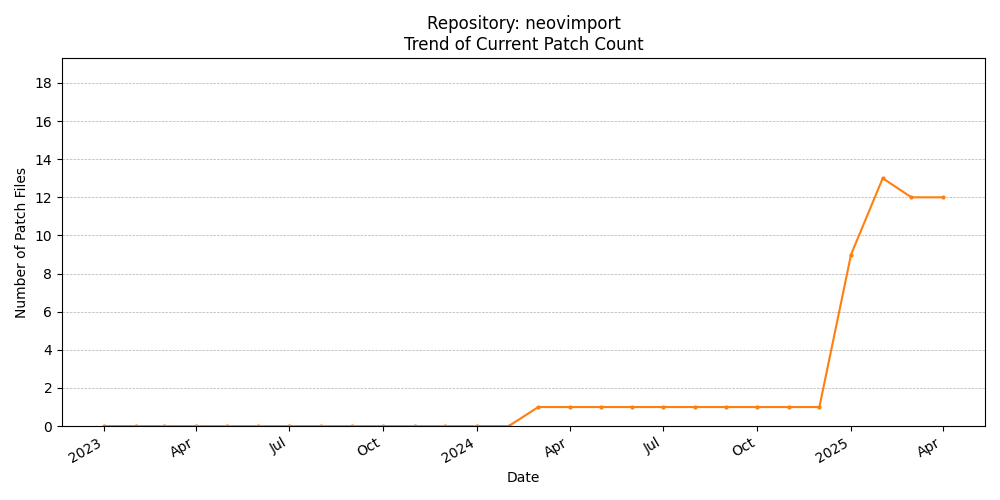 Repository: neovimport
Trend of Current Patch Count
Number of Patch Files
18
16
14
12
10
8
6
4
2
0
2023
Apr
Jul
Oct
2024
Apr
Jul
Oct
2025
Apr
Date